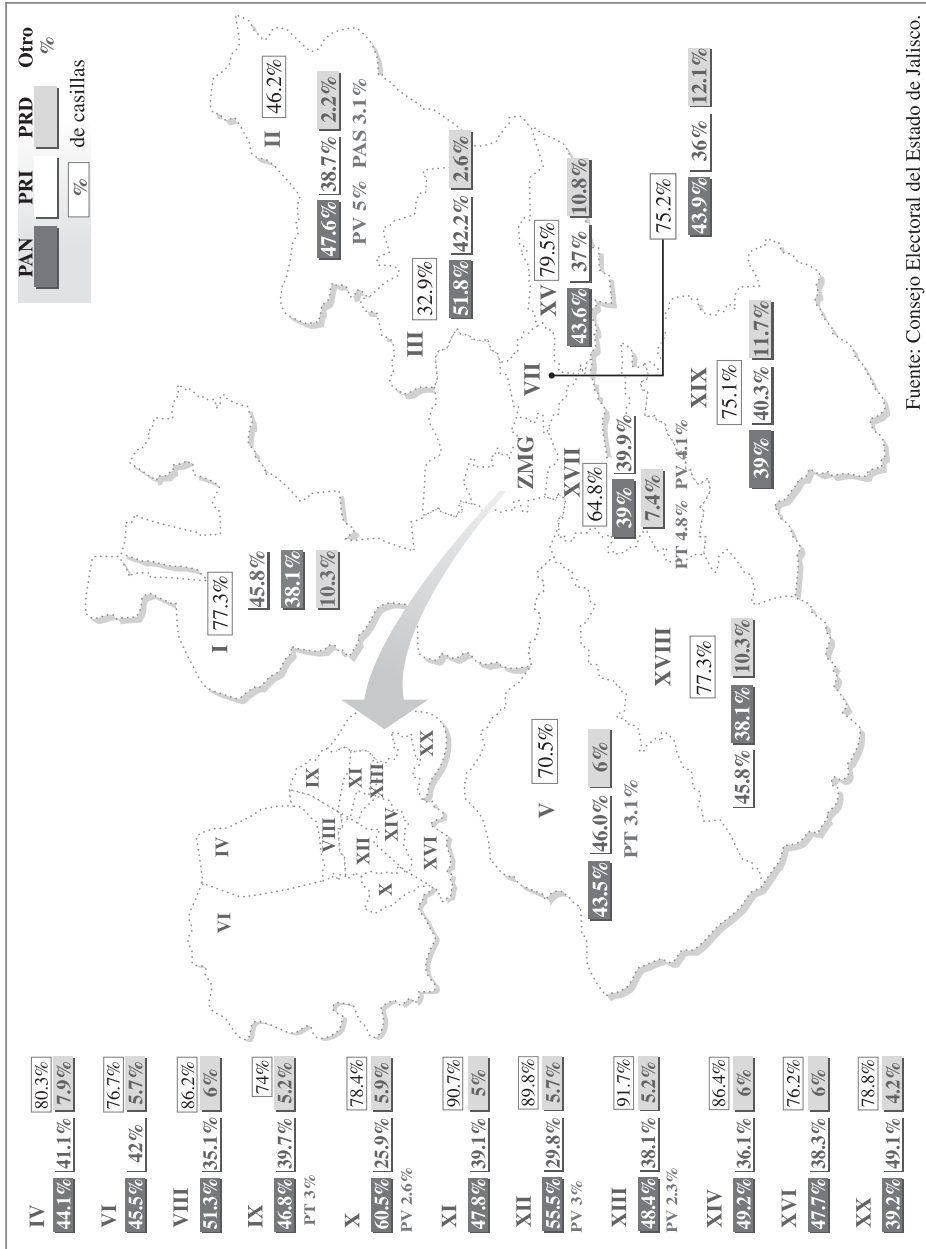 PAN PRI PRD Otro
%
% de casillas
IV 80.3%
44.1% 41.1% 7.9%
VI 76.7%
45.5% 42% 5.7%
VIII 86.2%
51.3% 35.1% 6%
IX 74%
46.8% 39.7% 5.2%
PT 3%
X 78.4%
60.5% 25.9% 5.9%
PV 2.6%
XI 90.7%
47.8% 39.1% 5%
XII 89.8%
55.5% 29.8% 5.7%
PV 3%
XIII 91.7%
48.4% 38.1% 5.2%
PV 2.3%
XIV 86.4%
49.2% 36.1% 6%
XVI 76.2%
47.7% 38.3% 6%
XX 78.8%
39.2% 49.1% 4.2%
VI
IV
VIII
IX
XII
XI
XIII
X
XIV
XVI
XX
I 77.3%
45.8%
38.1%
10.3%
II 46.2%
47.6% 38.7% 2.2%
PV 5% PAS 3.1%
III 32.9%
51.8% 42.2% 2.6%
ZMG
VII
75.2%
43.9% 36% 12.1%
XV 79.5%
43.6% 37% 10.8%
XVII
64.8%
39% 39.9%
7.4%
PT 4.8% PV 4.1%
V 70.5%
43.5% 46.0% 6%
PT 3.1%
XVIII
77.3%
45.8% 38.1% 10.3%
XIX
75.1%
39% 40.3% 11.7%
Fuente: Consejo Electoral del Estado de Jalisco.